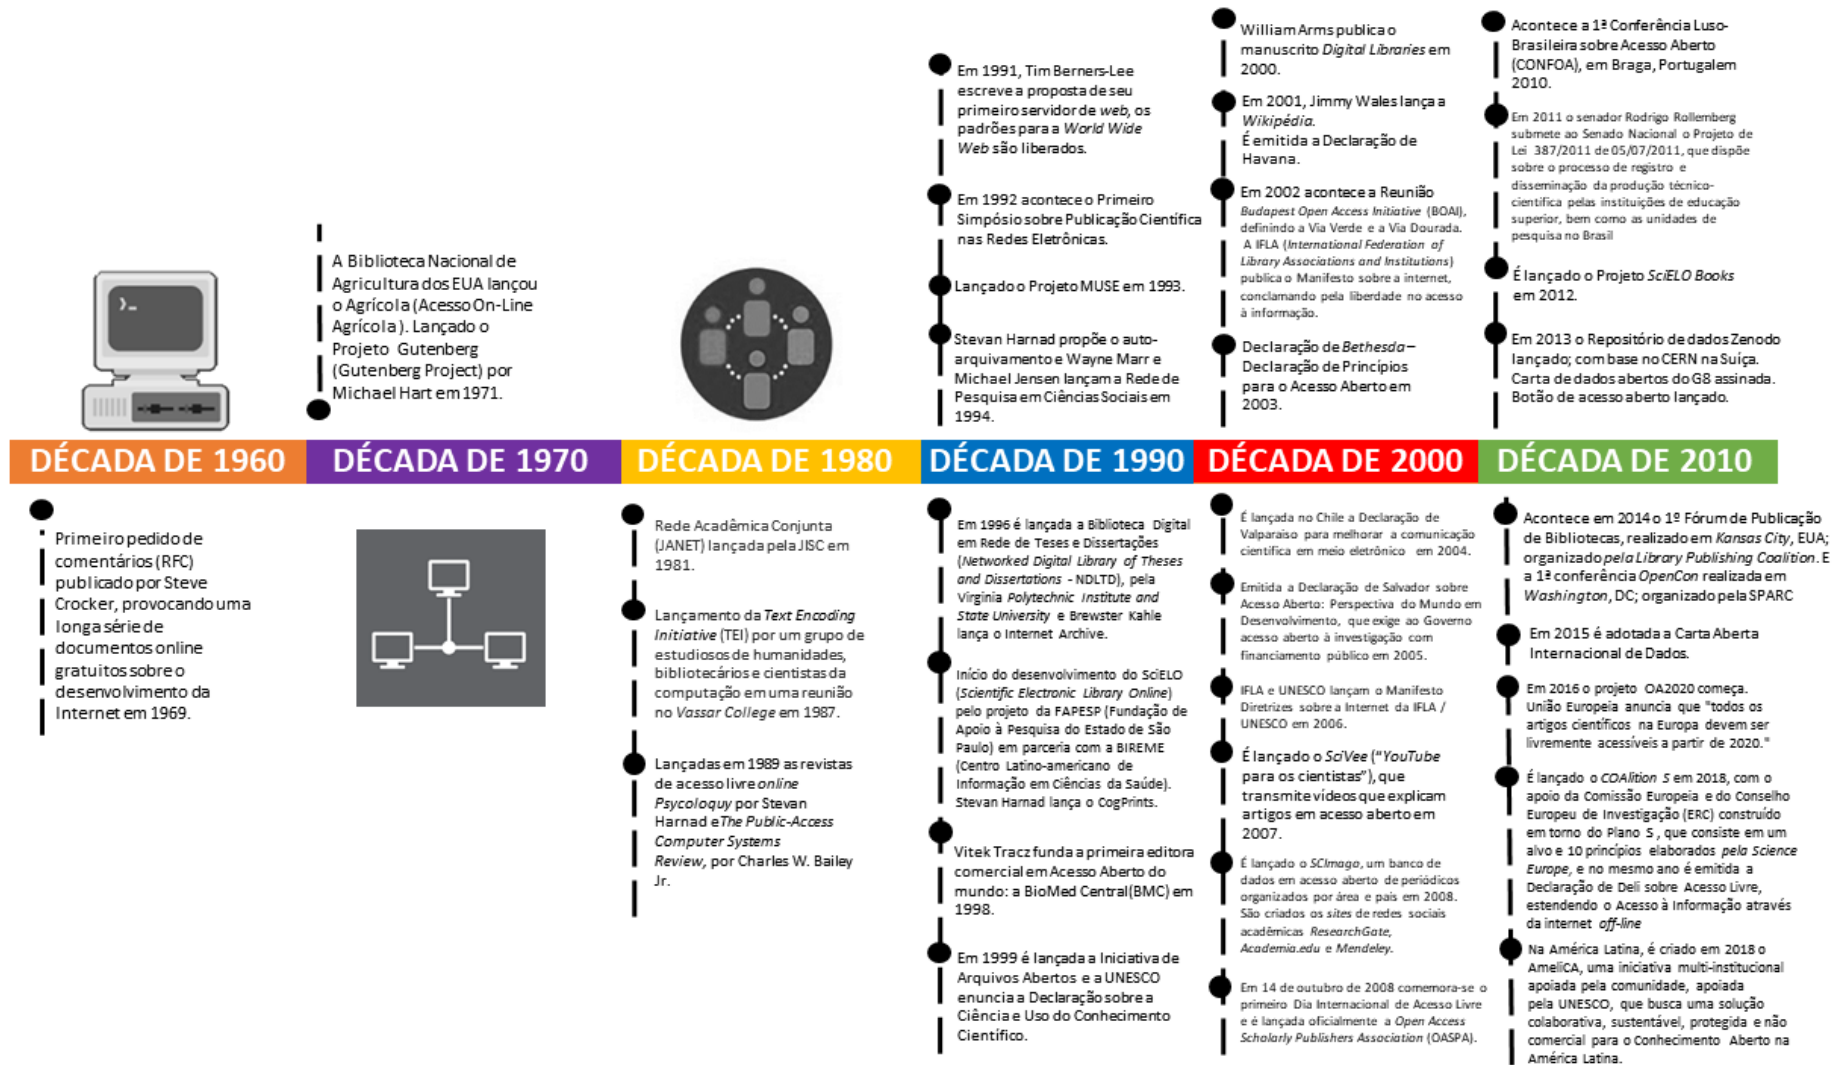 DÉCADA DE 1960
Primeiro pedido de
comentários (RFC)
publicado por Steve
Crocker, provocando uma
longa série de
documentos online
gratuitos sobre o
desenvolvimento da
Internet em 1969.
DÉCADA DE 1970
A Biblioteca Nacional de
Agricultura dos EUA lançou
o Agrícola (Acesso On-Line
Agrícola ). Lançado o
Projeto Gutenberg
(Gutenberg Project) por
Michael Hart em 1971.
DÉCADA DE 1980
Rede Acadêmica Conjunta
(JANET) lançada pela JISC em
1981.
Lançamento da Text Encoding
Initiative (TEI) por um grupo de
estudiosos de humanidades,
bibliotecários e cientistas da
computação em uma reunião
no Vassar College em 1987.
Lançadas em 1989 as revistas
de acesso livre online
Psycoloquy por Stevan
Harnad e The Public-Access
Computer Systems
Review, por Charles W. Bailey
Jr.
DÉCADA DE 1990
Em 1991, Tim Berners-Lee
escreve a proposta de seu
primeiro servidor de web, os
padrões para a World Wide
Web são liberados.
Em 1992 acontece o Primeiro
Simpósio sobre Publicação Científica
nas Redes Eletrônicas.
Lançado o Projeto MUSE em 1993.
Stevan Harnad propõe o auto-
arquivamento e Wayne Marr e
Michael Jensen lançam a Rede de
Pesquisa em Ciências Sociais em
1994.
Em 1996 é lançada a Biblioteca Digital
em Rede de Teses e Dissertações
(Networked Digital Library of Theses
and Dissertations - NDLTD), pela
Virginia Polytechnic Institute and
State University e Brewster Kahle
lança o Internet Archive.
Início do desenvolvimento do SciELO
(Scientific Electronic Library Online)
pelo projeto da FAPESP (Fundação de
Apoio à Pesquisa do Estado de São
Paulo) em parceria com a BIREME
(Centro Latino-americano de
Informação em Ciências da Saúde).
Stevan Harnad lança o CogPrints.
Vitek Tracz funda a primeira editora
comercial em Acesso Aberto do
mundo: a BioMed Central(BMC) em
1998.
Em 1999 é lançada a Iniciativa de
Arquivos Abertos e a UNESCO
enuncia a Declaração sobre a
Ciência e Uso do Conhecimento
Científico.
DÉCADA DE 2000
William Arms publica o
manuscrito Digital Libraries em
2000.
Em 2001, Jimmy Wales lança a
Wikipédia.
É emitida a Declaração de
Havana.
Em 2002 acontece a Reunião
Budapest Open Access Initiative (BOAI),
definindo a Via Verde e a Via Dourada.
A IFLA (International Federation of
Library Associations and Institutions)
publica o Manifesto sobre a internet,
conclamando pela liberdade no acesso
à informação.
Declaração de Bethesda –
Declaração de Princípios
para o Acesso Aberto em
2003.
É lançada no Chile a Declaração de
Valparaiso para melhorar a comunicação
científica em meio eletrônico em 2004.
Emitida a Declaração de Salvador sobre
Acesso Aberto: Perspectiva do Mundo em
Desenvolvimento, que exige ao Governo
acesso aberto à investigação com
financiamento público em 2005.
IFLA e UNESCO lançam o Manifesto
Diretrizes sobre a Internet da IFLA /
UNESCO em 2006.
É lançado o SciVee ("YouTube
para os cientistas"), que
transmite vídeos que explicam
artigos em acesso aberto em
2007.
É lançado o SCImago, um banco de
dados em acesso aberto de periódicos
organizados por área e país em 2008.
São criados os sites de redes sociais
acadêmicas ResearchGate,
Academia.edu e Mendeley.
Em 14 de outubro de 2008 comemora-se o
primeiro Dia Internacional de Acesso Livre
e é lançada oficialmente a Open Access
Scholarly Publishers Association (OASPA).
DÉCADA DE 2010
Acontece a 1ª Conferência Luso-
Brasileira sobre Acesso Aberto
(CONFOA), em Braga, Portugalem
2010.
Em 2011 o senador Rodrigo Rollemberg
submete ao Senado Nacional o Projeto de
Lei 387/2011 de 05/07/2011, que dispõe
sobre o processo de registro e
disseminação da produção técnico-
científica pelas instituições de educação
superior, bem como as unidades de
pesquisa no Brasil
É lançado o Projeto SciELO Books
em 2012.
Em 2013 o Repositório de dados Zenodo
lançado; com base no CERN na Suíça.
Carta de dados abertos do G8 assinada.
Botão de acesso aberto lançado.
Acontece em 2014 o 1º Fórum de Publicação
de Bibliotecas, realizado em Kansas City, EUA;
organizado pela Library Publishing Coalition. E
a 1ª conferência OpenCon realizada em
Washington, DC; organizado pela SPARC
Em 2015 é adotada a Carta Aberta
Internacional de Dados.
Em 2016 o projeto OA2020 começa.
União Europeia anuncia que "todos os
artigos científicos na Europa devem ser
livremente acessíveis a partir de 2020."
É lançado o COAlition S em 2018, com o
apoio da Comissão Europeia e do Conselho
Europeu de Investigação (ERC) construído
em torno do Plano S , que consiste em um
alvo e 10 princípios elaborados pela Science
Europe, e no mesmo ano é emitida a
Declaração de Deli sobre Acesso Livre,
estendendo o Acesso à Informação através
da internet off-line
Na América Latina, é criado em 2018 o
AmeliCA, uma iniciativa multi-institucional
apoiada pela comunidade, apoiada
pela UNESCO, que busca uma solução
colaborativa, sustentável, protegida e não
comercial para o Conhecimento Aberto na
América Latina.